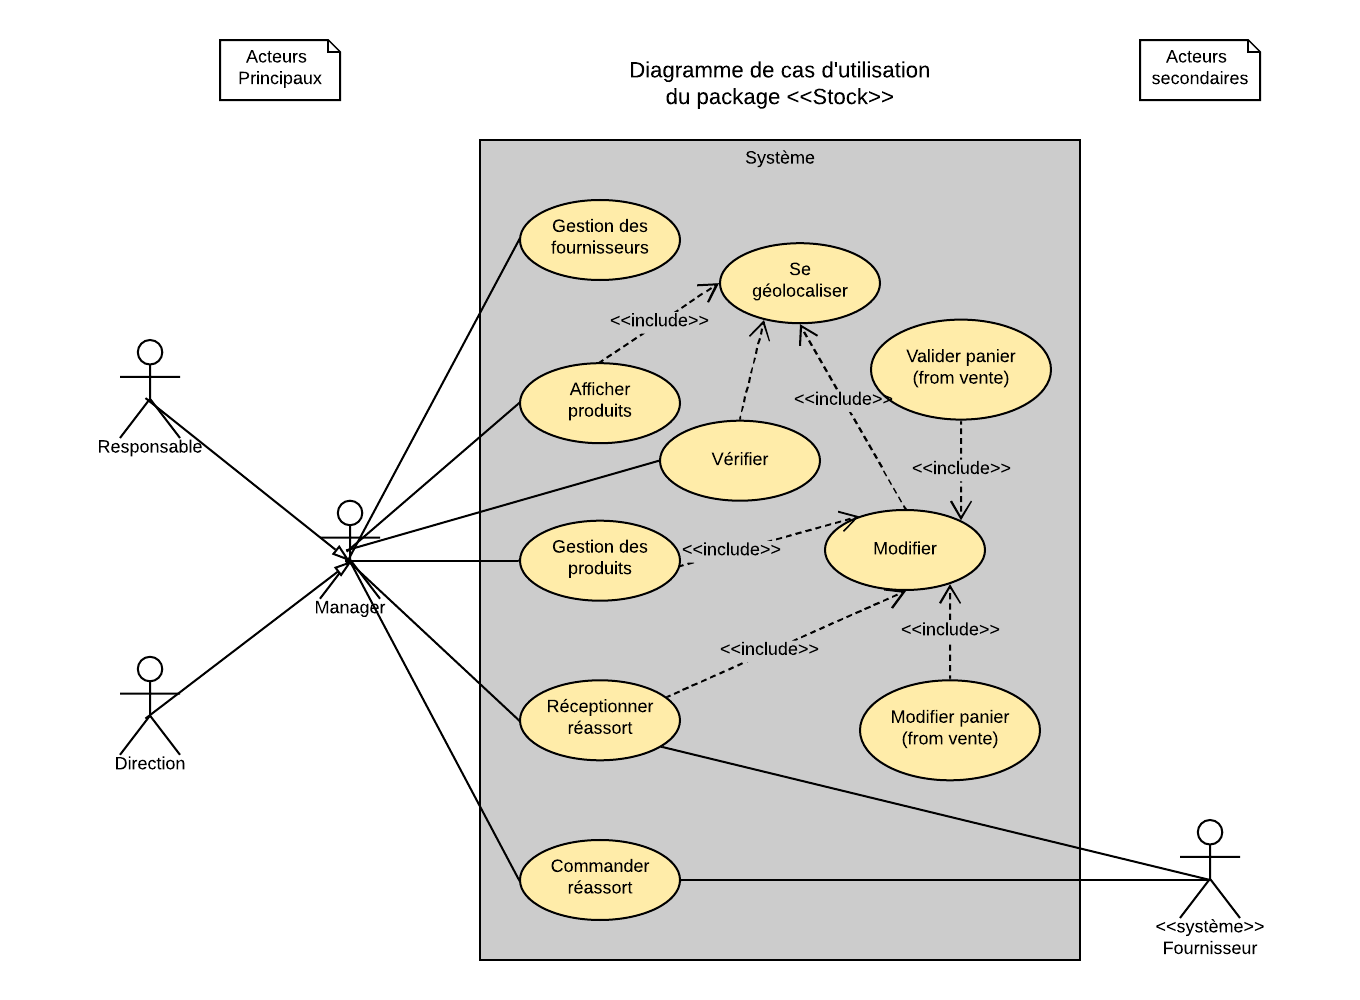 Acteurs
Principaux
Diagramme de cas d'utilisation
du package <<Stock>>
Acteurs
secondaires
Système
Gestion des
fournisseurs
Se
géolocaliser
<<include>>
Valider panier
(from vente)
Afficher
produits
<<include>>
Responsable
Vérifier
<<include>>
Gestion des
produits
<<include>>
Modifier
Manager
<<include>>
<<include>>
Réceptionner
réassort
Modifier panier
(from vente)
Direction
Commander
réassort
<<système>>
Fournisseur